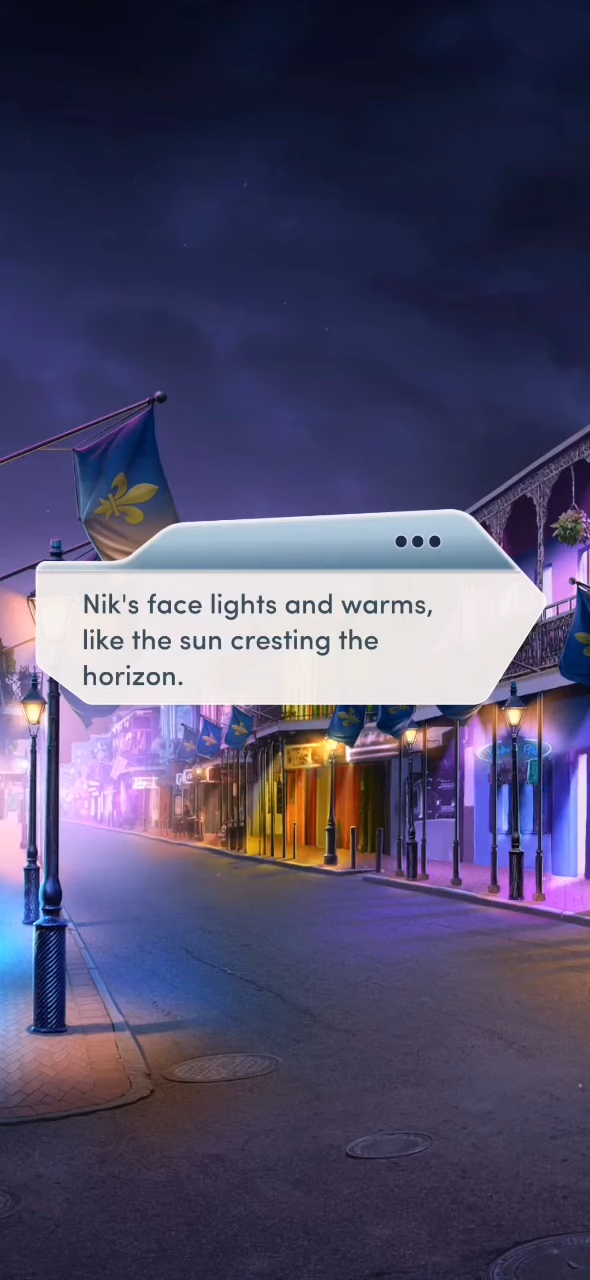 Nik's face lights and warms,
like the sun cresting the
horizon.